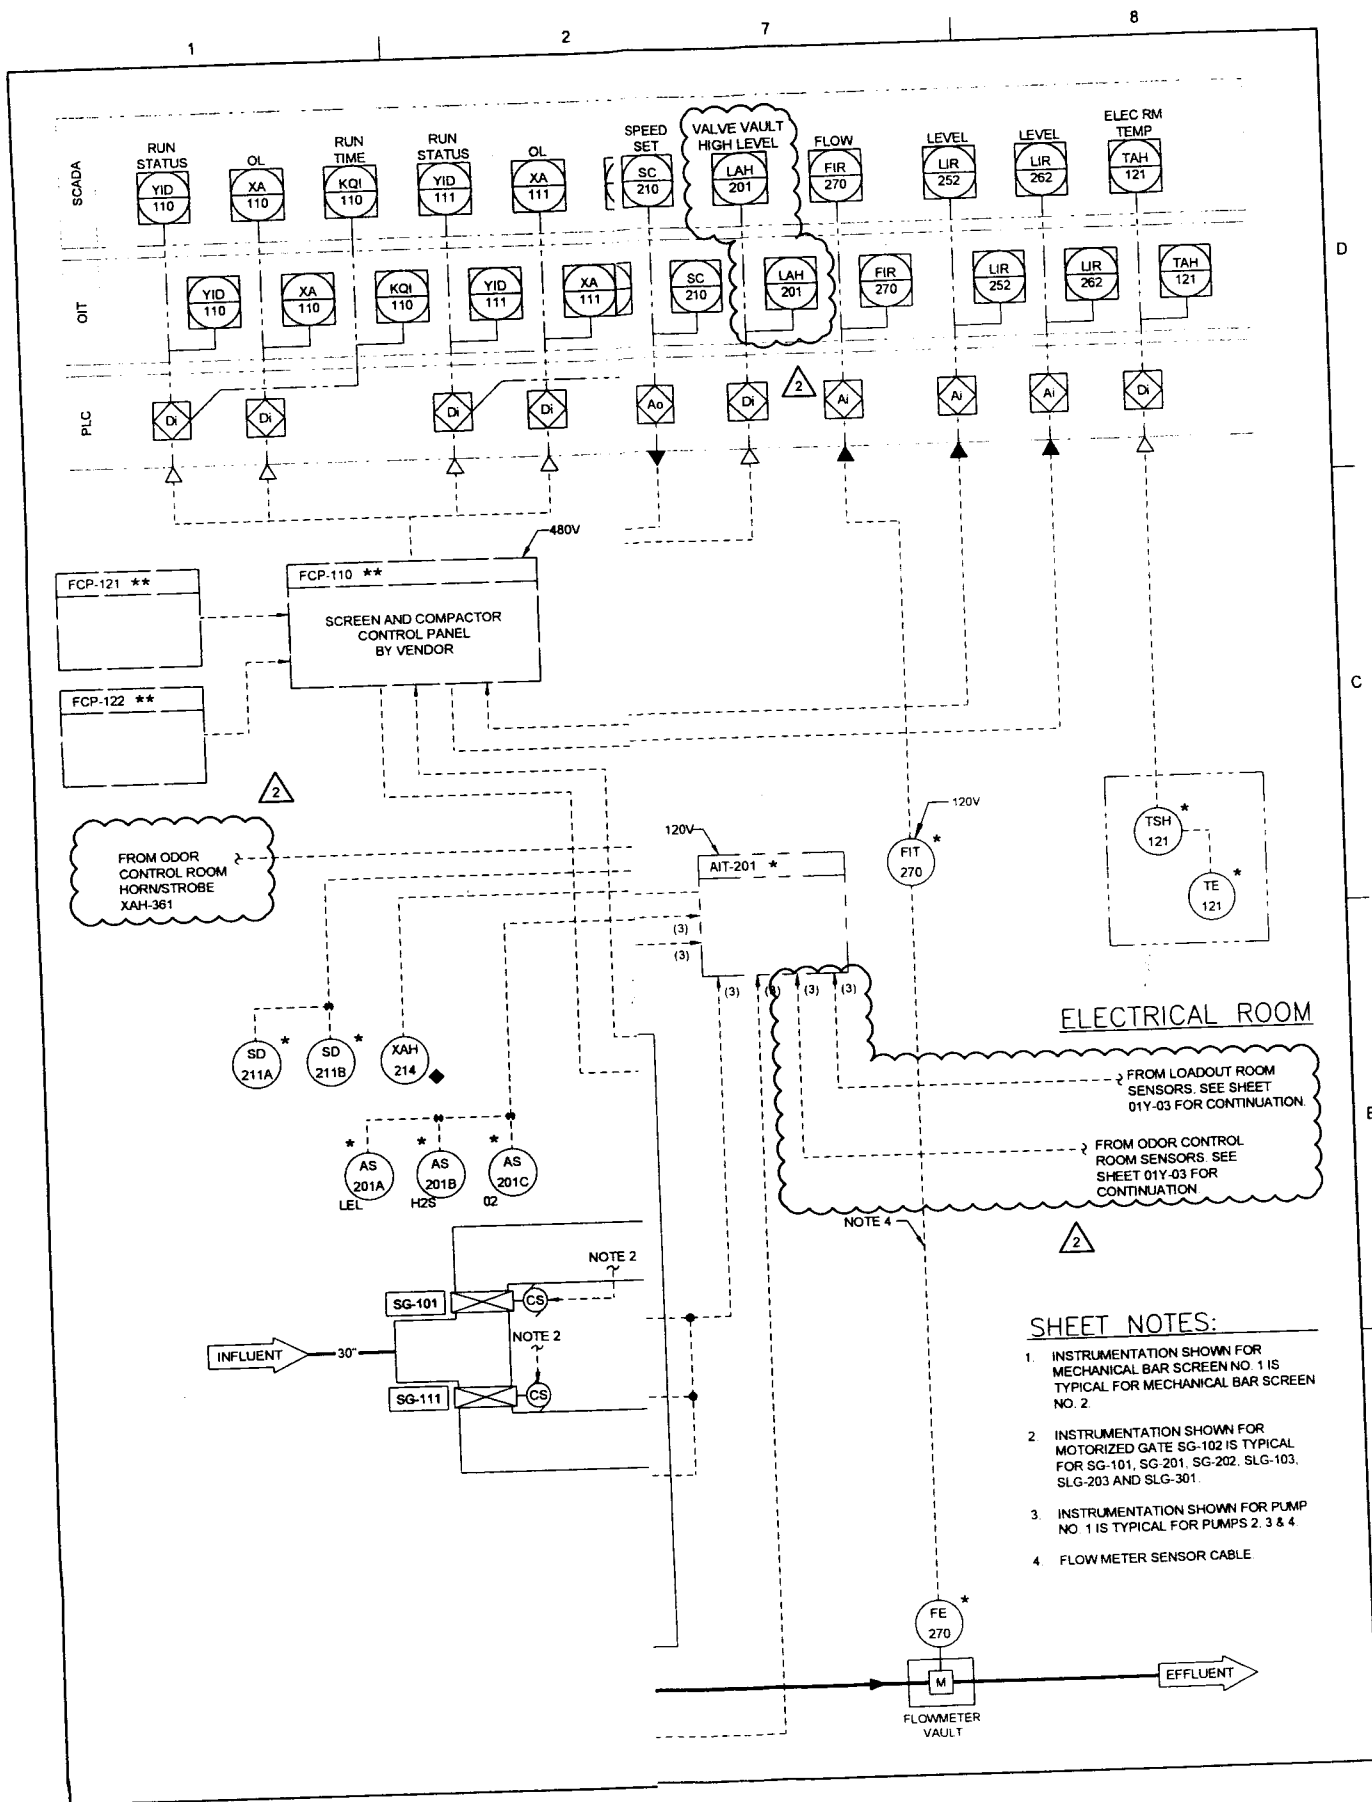 1
2
7
8
SCADA
RUN
STATUS
YID
110
OL
XA
110
RUN
TIME
KQI
110
RUN
STATUS
YID
111
OL
XA
111
SPEED
SET
SC
210
VALVE VAULT
HIGH LEVEL
LAH
201
FLOW
FIR
270
LEVEL
LIR
252
LEVEL
LIR
262
ELEC RM
TEMP
TAH
121
D
OIT
YID
110
XA
110
KQI
110
YID
111
XA
111
SC
210
LAH
201
FIR
270
LIR
252
LIR
262
TAH
121
PLC
Di
Di
Di
Di
Ao
Di
2
Ai
Ai
Ai
Di
480V
FCP-121 **
FCP-110 **
SCREEN AND COMPACTOR
CONTROL PANEL
BY VENDOR
FCP-122 **
C
2
FROM ODOR
CONTROL ROOM
HORN/STROBE
XAH-361
120V
AIT-201 *
120V
FIT
270
*
TSH
121
*
TE
121
*
(3)
(3)
(3)
(3)
(3)
(3)
ELECTRICAL ROOM
SD
211A
*
SD
211B
*
XAH
214
FROM LOADOUT ROOM
SENSORS. SEE SHEET
01Y-03 FOR CONTINUATION.
FROM ODOR CONTROL
ROOM SENSORS. SEE
SHEET 01Y-03 FOR
CONTINUATION.
*
AS
201A
LEL
*
AS
201B
H2S
*
AS
201C
02
NOTE 4
2
NOTE 2
SG-101
CS
NOTE 2
INFLUENT
30"
SG-111
CS
SHEET NOTES:
1. INSTRUMENTATION SHOWN FOR
MECHANICAL BAR SCREEN NO. 1 IS
TYPICAL FOR MECHANICAL BAR SCREEN
NO. 2.
2. INSTRUMENTATION SHOWN FOR
MOTORIZED GATE SG-102 IS TYPICAL
FOR SG-101, SG-201, SG-202, SLG-103,
SLG-203 AND SLG-301.
3. INSTRUMENTATION SHOWN FOR PUMP
NO. 1 IS TYPICAL FOR PUMPS 2, 3 & 4.
4. FLOW METER SENSOR CABLE.
FE
270
*
M
EFFLUENT
FLOWMETER
VAULT